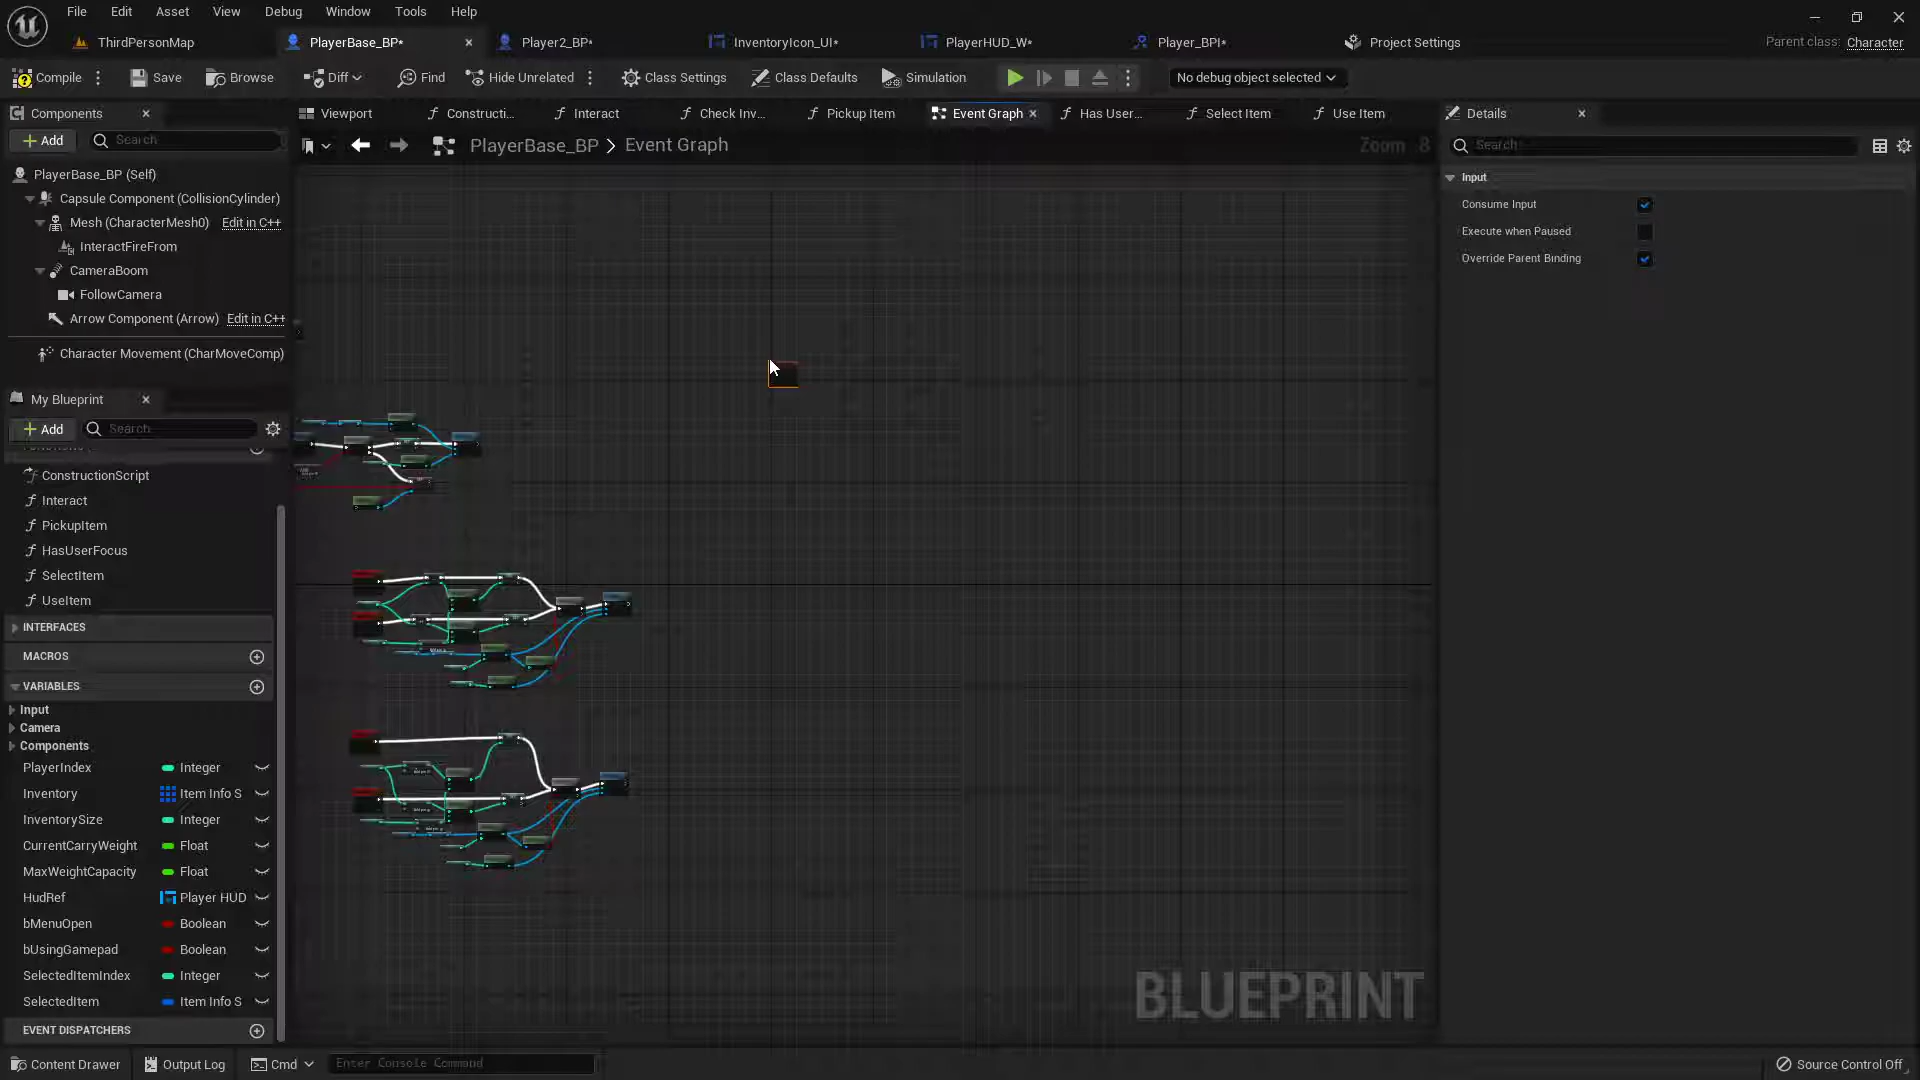 File Edit Asset View Debug Window Tools Help
ThirdPersonMap PlayerBase_BP* Player2_BP* InventoryIcon_UI* PlayerHUD_W* Player_BPI* Project Settings Parent class: Character
Compile Save Browse Diff Find Hide Unrelated Class Settings Class Defaults Simulation No debug object selected
Components
Viewport Constructi... Interact Check Inv... Pickup Item Event Graph Has User... Select Item Use Item
Details
Add Search
PlayerBase_BP > Event Graph Zoom -8
Search
PlayerBase_BP (Self)
Capsule Component (CollisionCylinder)
Mesh (CharacterMesh0) Edit in C++
InteractFireFrom
CameraBoom
FollowCamera
Arrow Component (Arrow) Edit in C++
Character Movement (CharMoveComp)
Input
Consume Input
Execute when Paused
Override Parent Binding
My Blueprint
Add Search
ConstructionScript
Interact
PickupItem
HasUserFocus
SelectItem
UseItem
INTERFACES
MACROS
VARIABLES
Input
Camera
Components
PlayerIndex Integer
Inventory Item Info S
InventorySize Integer
CurrentCarryWeight Float
MaxWeightCapacity Float
HudRef Player HUD
bMenuOpen Boolean
bUsingGamepad Boolean
SelectedItemIndex Integer
SelectedItem Item Info S
EVENT DISPATCHERS
BLUEPRINT
Content Drawer Output Log Cmd Enter Console Command Source Control Off